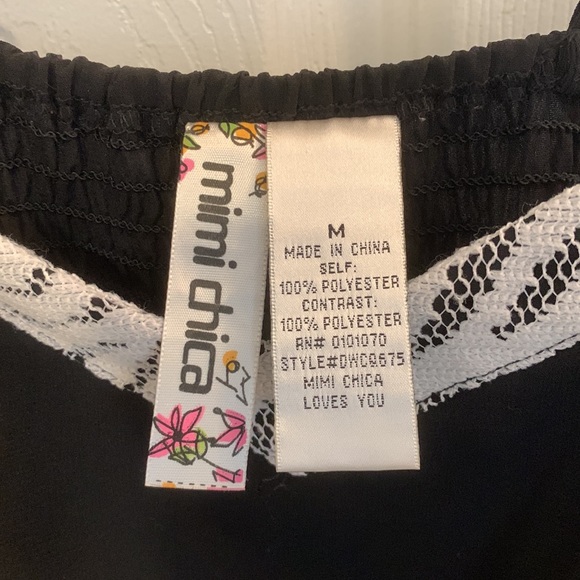 mimi chica
M
MADE IN CHINA
SELF:
100% POLYESTER
CONTRAST:
100% POLYESTER
RN# 0101070
STYLE#DWCQ675
MIMI CHICA
LOVES YOU